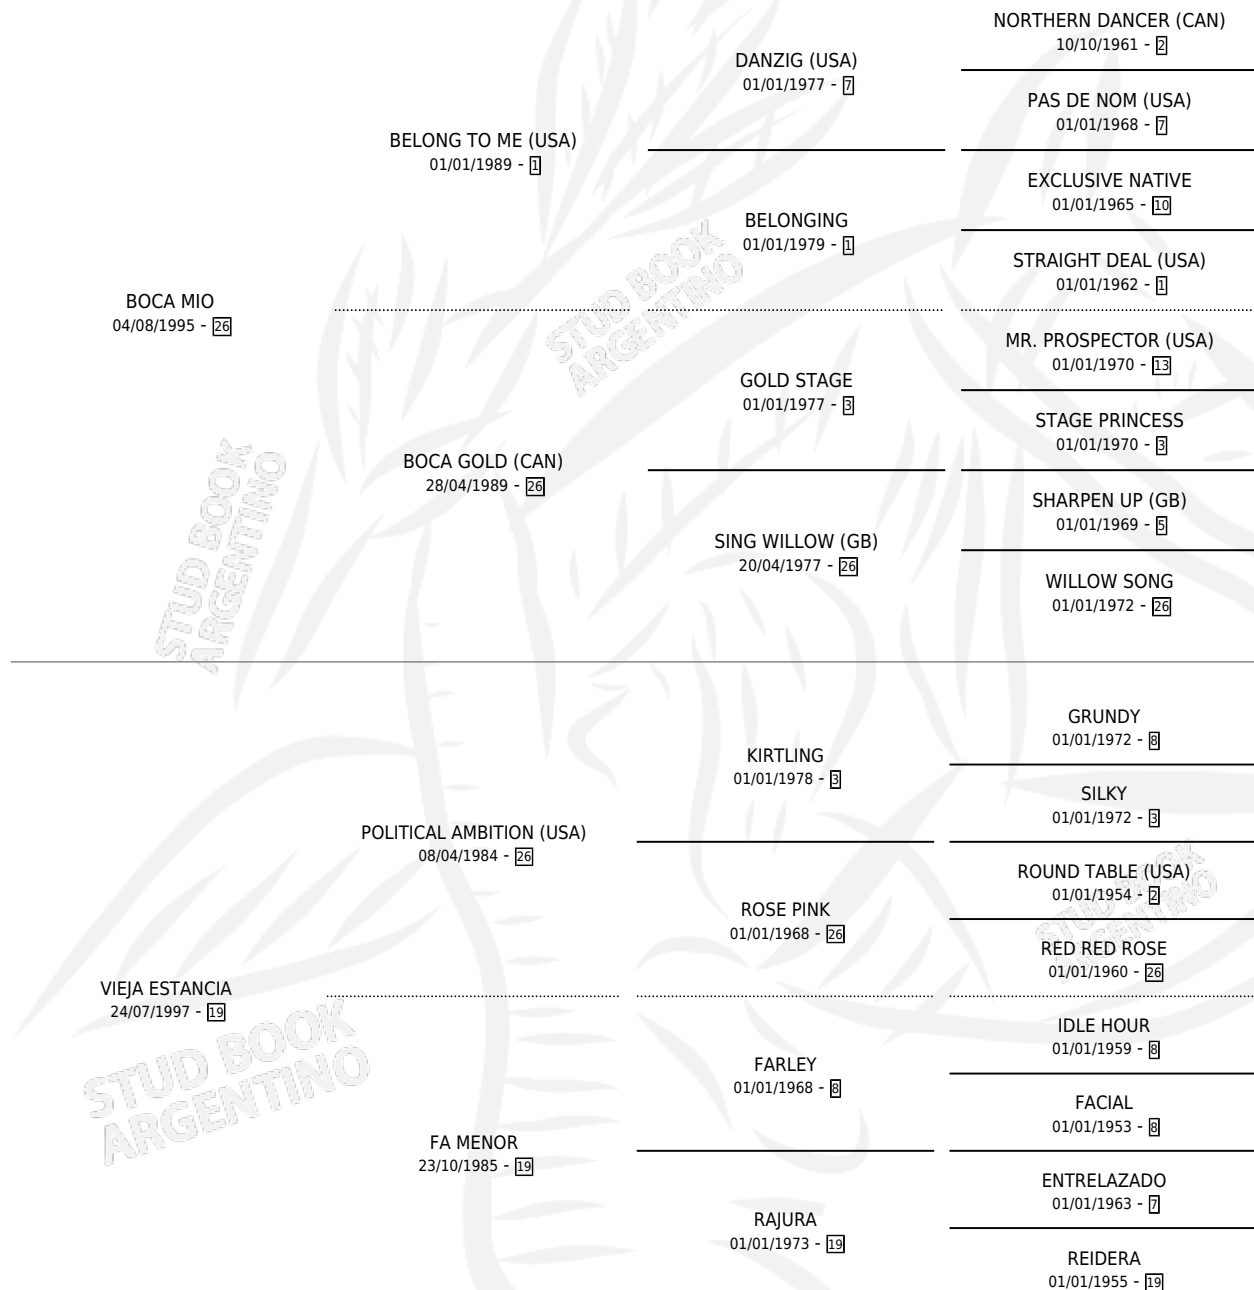 NORTHERN DANCER (CAN)
10/10/1961 - 2
DANZIG (USA)
01/01/1977 - 7
PAS DE NOM (USA)
01/01/1968 - 7
BELONG TO ME (USA)
01/01/1989 - 1
EXCLUSIVE NATIVE
01/01/1965 - 10
BELONGING
01/01/1979 - 1
STRAIGHT DEAL (USA)
01/01/1962 - 1
BOCA MIO
04/08/1995 - 26
MR. PROSPECTOR (USA)
01/01/1970 - 13
GOLD STAGE
01/01/1977 - 3
STAGE PRINCESS
01/01/1970 - 3
BOCA GOLD (CAN)
28/04/1989 - 26
SHARPEN UP (GB)
01/01/1969 - 5
SING WILLOW (GB)
20/04/1977 - 26
WILLOW SONG
01/01/1972 - 26
GRUNDY
01/01/1972 - 8
KIRTLING
01/01/1978 - 3
SILKY
01/01/1972 - 3
POLITICAL AMBITION (USA)
08/04/1984 - 26
ROUND TABLE (USA)
01/01/1954 - 2
ROSE PINK
01/01/1968 - 26
RED RED ROSE
01/01/1960 - 26
VIEJA ESTANCIA
24/07/1997 - 19
IDLE HOUR
01/01/1959 - 8
FARLEY
01/01/1968 - 8
FACIAL
01/01/1953 - 8
FA MENOR
23/10/1985 - 19
ENTRELAZADO
01/01/1963 - 7
RAJURA
01/01/1973 - 19
REIDERA
01/01/1955 - 19
STUD BOOK
ARGENTINO
STUD BOOK
ARGENTINO
STUD BOOK
ARGENTINO
STUD BOOK
ARGENTINO